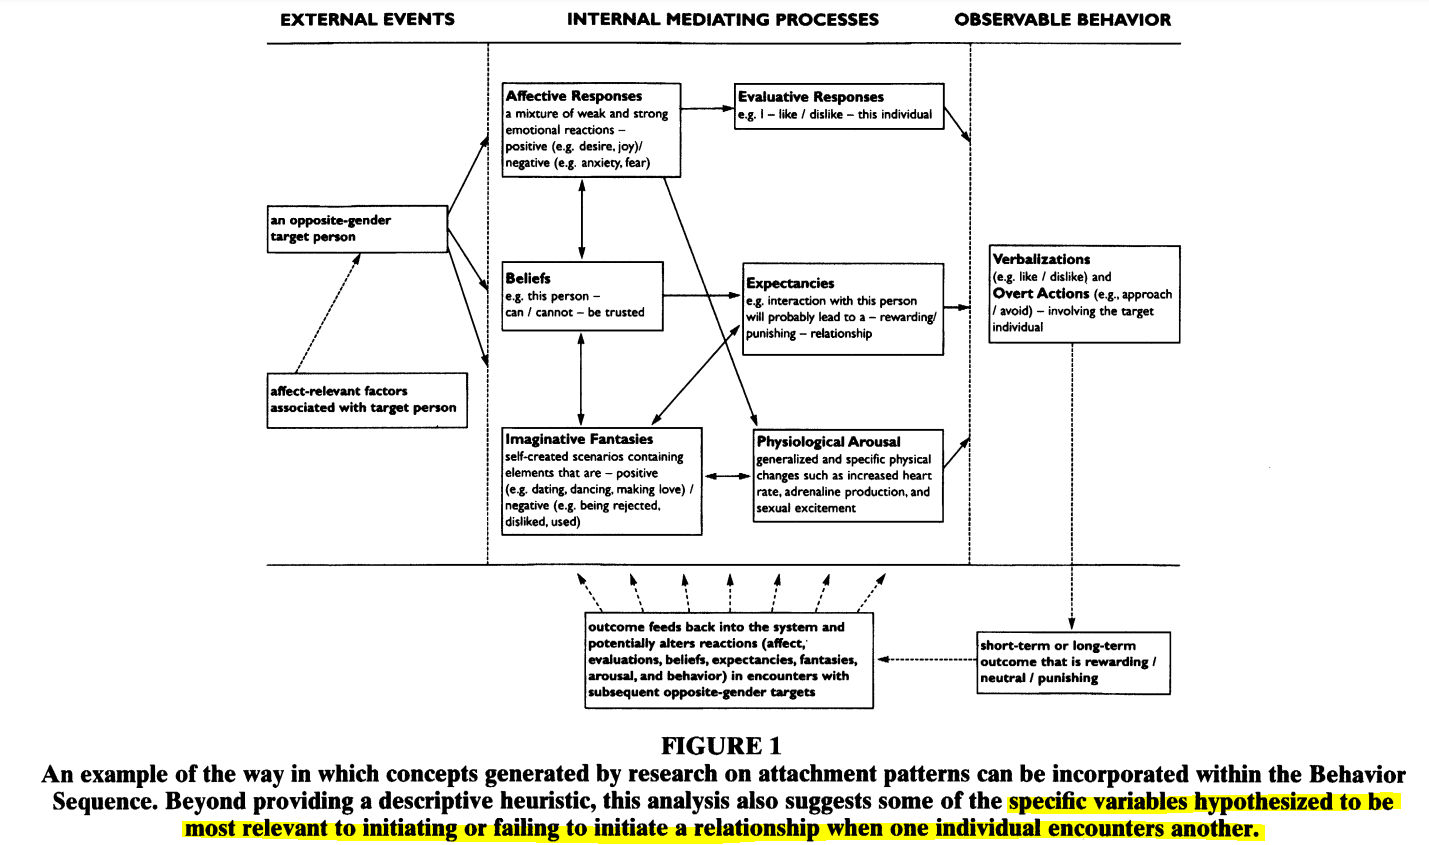 EXTERNAL EVENTS
INTERNAL MEDIATING PROCESSES
OBSERVABLE BEHAVIOR
an opposite-gender
target person
affect-relevant factors
associated with target person
Affective Responses
a mixture of weak and strong
emotional reactions –
positive (e.g. desire, joy)/
negative (e.g. anxiety, fear)
Evaluative Responses
e.g. I – like / dislike – this individual
Beliefs
e.g. this person –
can / cannot – be trusted
Expectancies
e.g. interaction with this person
will probably lead to a – rewarding/
punishing – relationship
Imaginative Fantasies
self-created scenarios containing
elements that are – positive
(e.g. dating, dancing, making love) /
negative (e.g. being rejected,
disliked, used)
Physiological Arousal
generalized and specific physical
changes such as increased heart
rate, adrenaline production, and
sexual excitement
Verbalizations
(e.g. like / dislike) and
Overt Actions (e.g., approach
/ avoid) – involving the target
individual
outcome feeds back into the system and
potentially alters reactions (affect,
evaluations, beliefs, expectancies, fantasies,
arousal, and behavior) in encounters with
subsequent opposite-gender targets
short-term or long-term
outcome that is rewarding /
neutral / punishing
FIGURE 1
An example of the way in which concepts generated by research on attachment patterns can be incorporated within the Behavior
Sequence. Beyond providing a descriptive heuristic, this analysis also suggests some of the specific variables hypothesized to be
most relevant to initiating or failing to initiate a relationship when one individual encounters another.